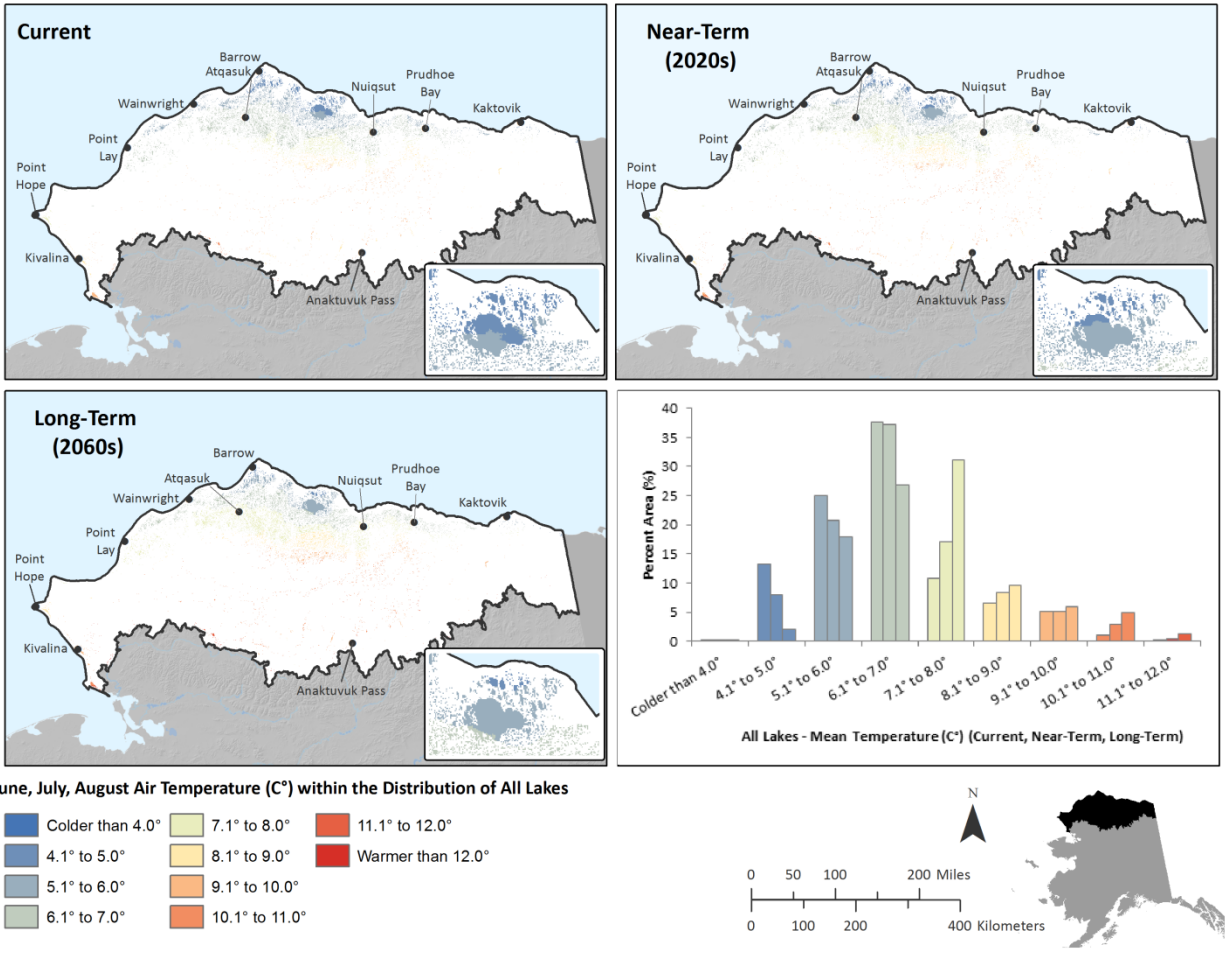 Current
Barrow
Atqasuk
Wainwright
Nuiqsut
Prudhoe
Bay
Kaktovik
Point
Lay
Point
Hope
Kivalina
Anaktuvuk Pass
Near-Term
(2020s)
Barrow
Atqasuk
Wainwright
Nuiqsut
Prudhoe
Bay
Kaktovik
Point
Lay
Point
Hope
Kivalina
Anaktuvuk Pass
Long-Term
(2060s)
Barrow
Atqasuk
Wainwright
Nuiqsut
Prudhoe
Bay
Kaktovik
Point
Lay
Point
Hope
Kivalina
Anaktuvuk Pass
Percent Area (%)
40
35
30
25
20
15
10
5
0
Colder than 4.0°
4.1° to 5.0°
5.1° to 6.0°
6.1° to 7.0°
7.1° to 8.0°
8.1° to 9.0°
9.1° to 10.0°
10.1° to 11.0°
11.1° to 12.0°
All Lakes - Mean Temperature (C°) (Current, Near-Term, Long-Term)
une, July, August Air Temperature (C°) within the Distribution of All Lakes
Colder than 4.0°
4.1° to 5.0°
5.1° to 6.0°
6.1° to 7.0°
7.1° to 8.0°
8.1° to 9.0°
9.1° to 10.0°
10.1° to 11.0°
11.1° to 12.0°
Warmer than 12.0°
N
0 50 100 200 Miles
0 100 200 400 Kilometers